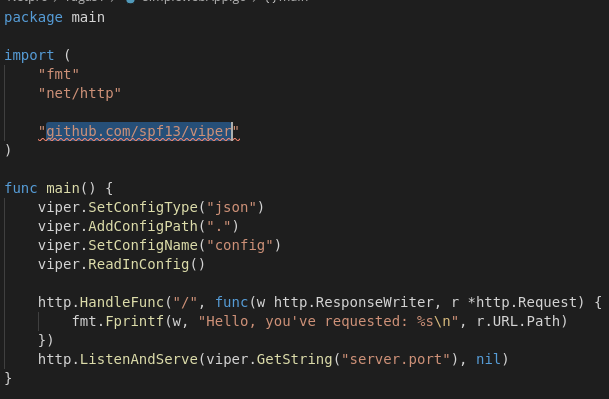 package main
import (
"fmt"
"net/http"
"github.com/spf13/viper"
)
func main() {
viper.SetConfigType("json")
viper.AddConfigPath(".")
viper.SetConfigName("config")
viper.ReadInConfig()
http.HandleFunc("/", func(w http.ResponseWriter, r *http.Request) {
fmt.Fprintf(w, "Hello, you've requested: %s\n", r.URL.Path)
})
http.ListenAndServe(viper.GetString("server.port"), nil)
}